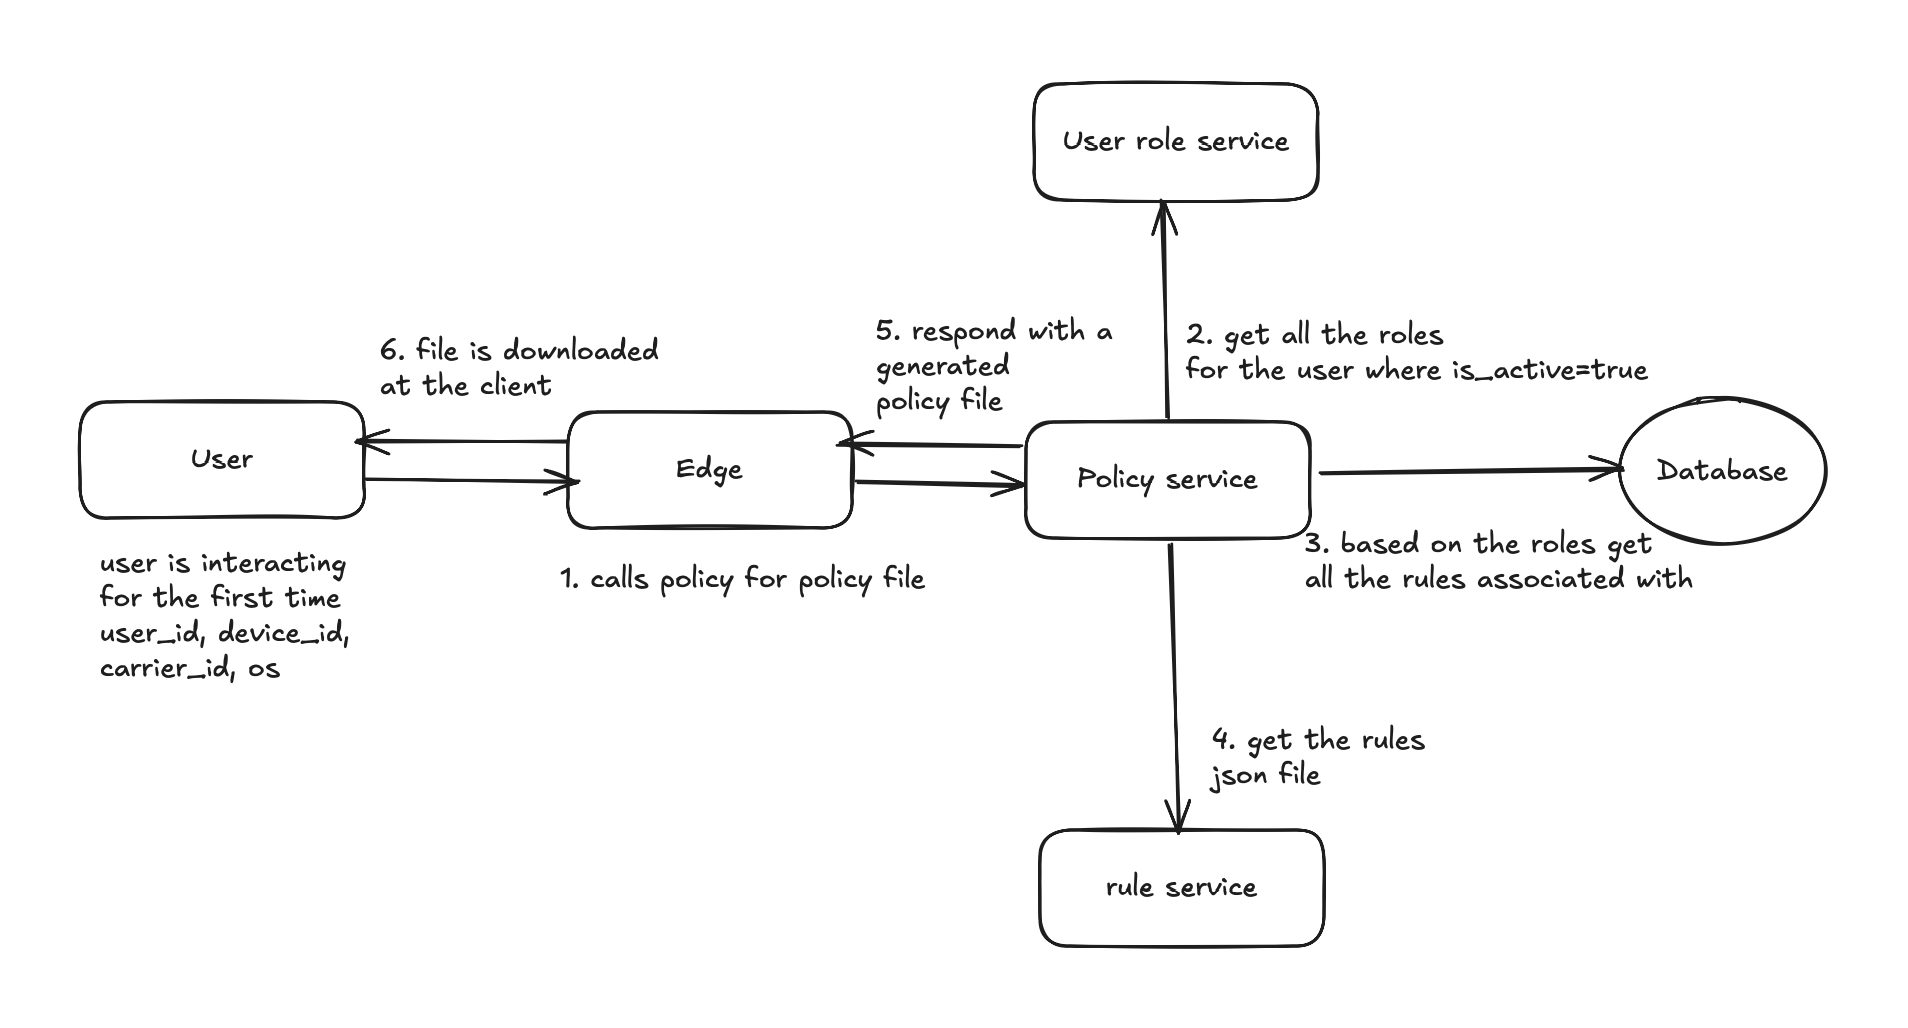 User role service
6. file is downloaded
at the client
5. respond with a
generated
policy file
2. get all the roles
for the user where is_active=true
User
Edge
Policy service
Database
user is interacting
for the first time
user_id, device_id,
carrier_id, os
1. calls policy for policy file
3. based on the roles get
all the rules associated with
4. get the rules
json file
rule service